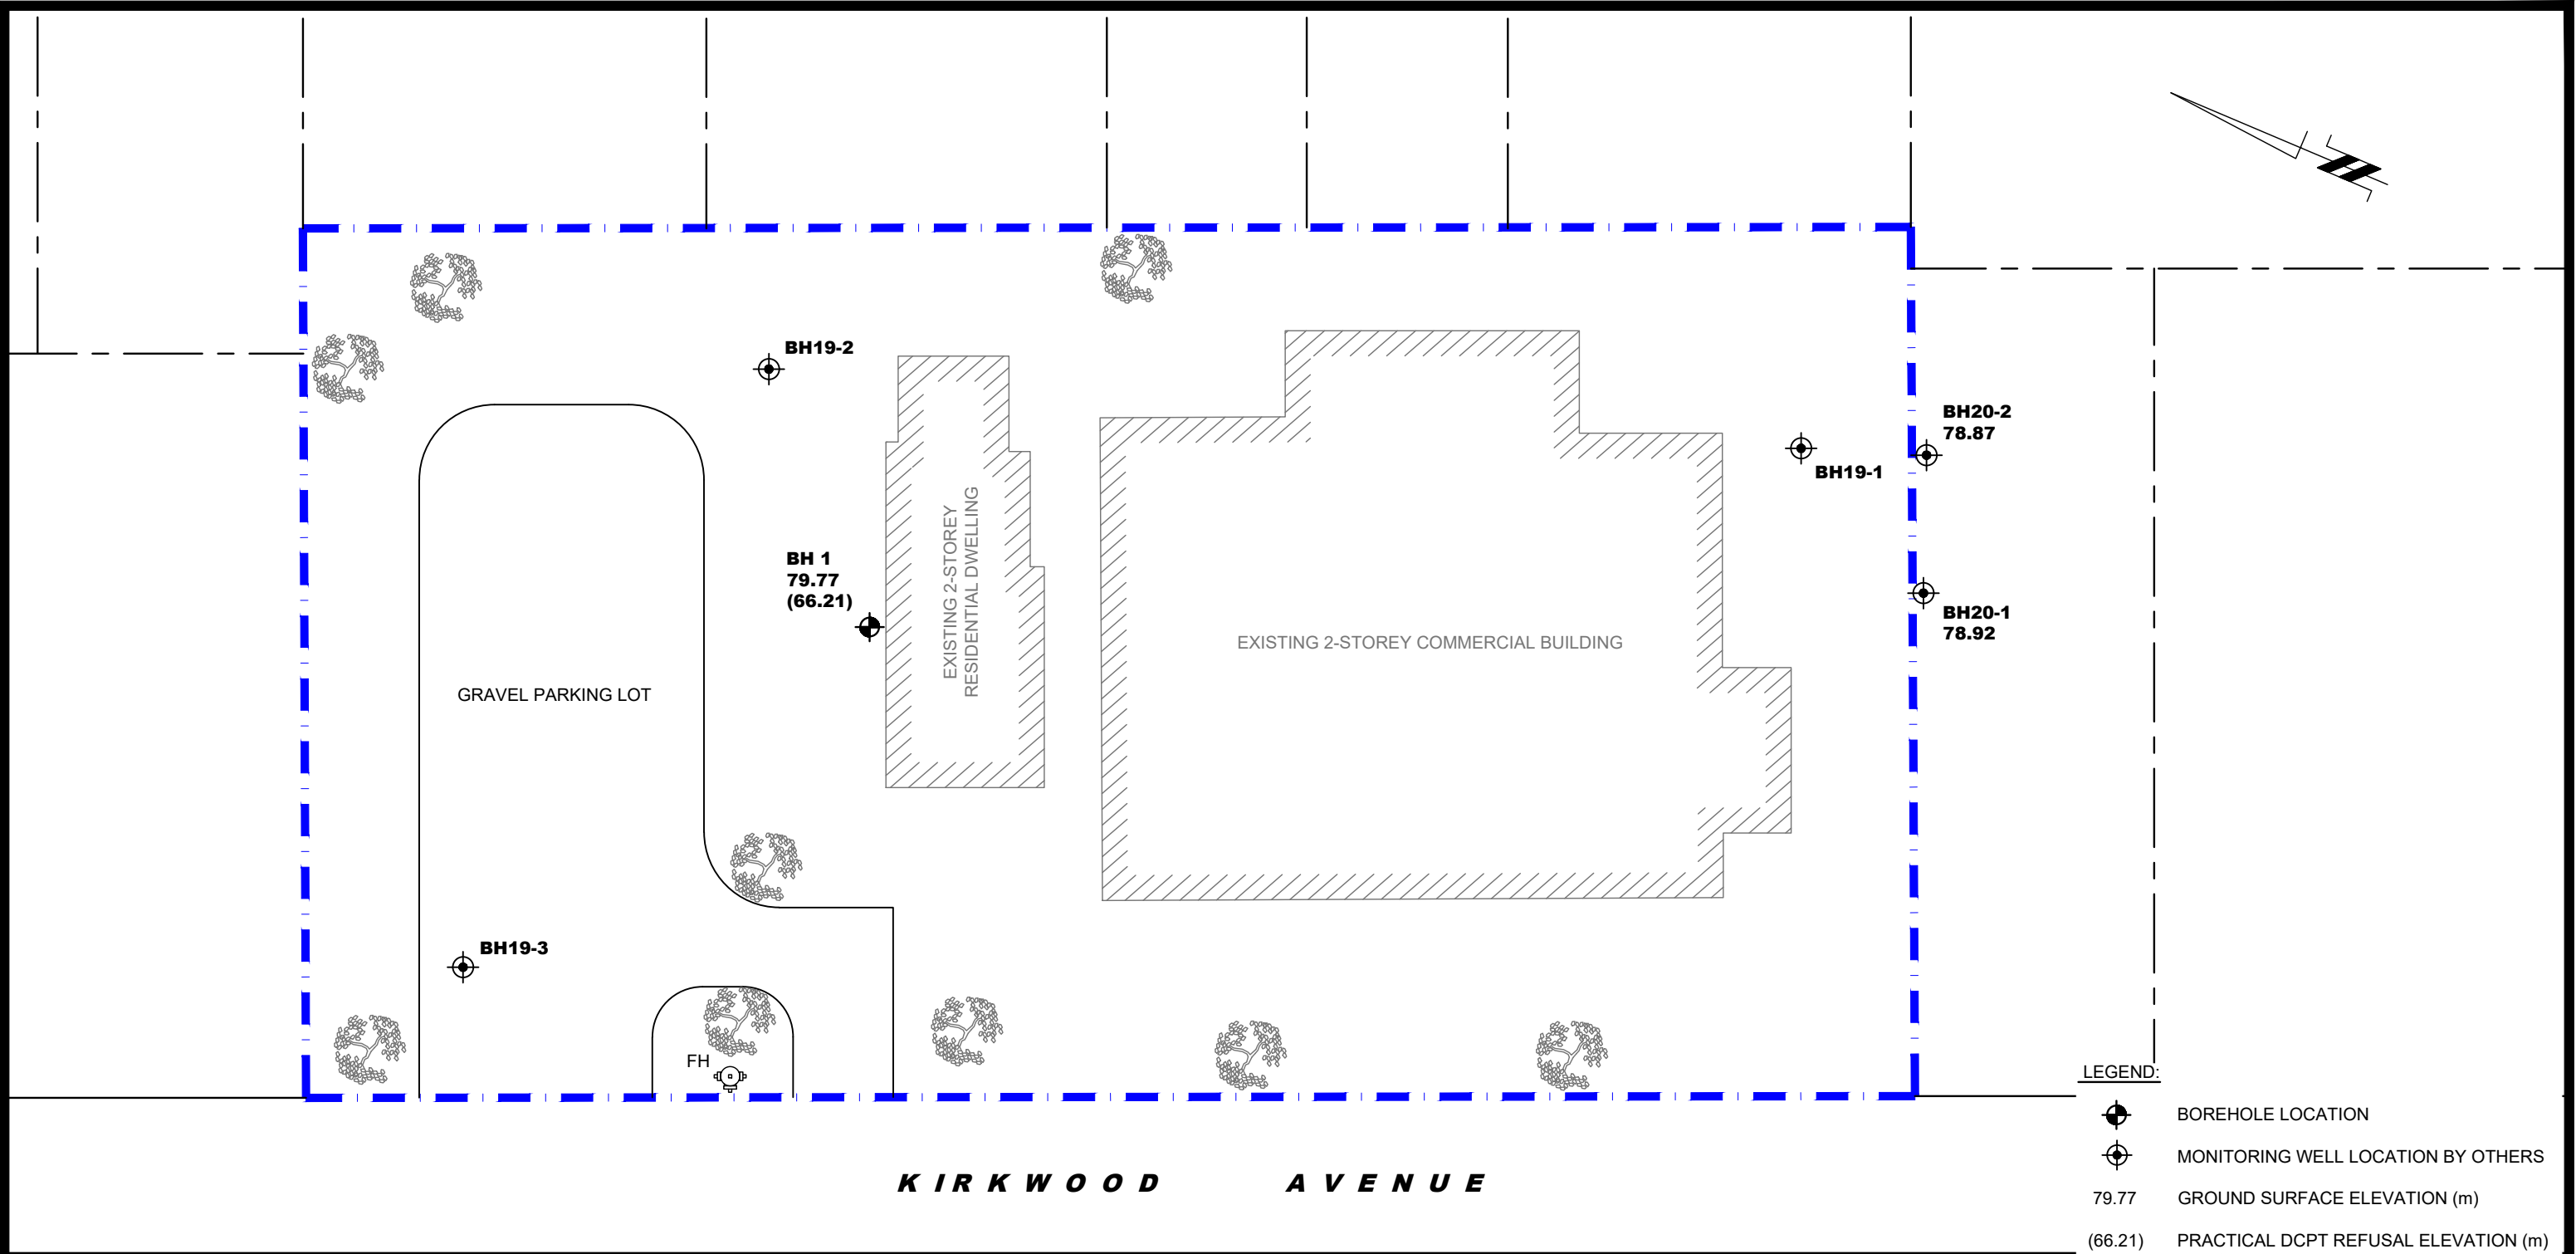 BH19-2
BH20-2
78.87
BH19-1
BH 1
79.77
(66.21)
EXISTING 2-STOREY
RESIDENTIAL DWELLING
EXISTING 2-STOREY COMMERCIAL BUILDING
BH20-1
78.92
GRAVEL PARKING LOT
BH19-3
FH
KIRKWOOD AVENUE
LEGEND:
BOREHOLE LOCATION
MONITORING WELL LOCATION BY OTHERS
79.77 GROUND SURFACE ELEVATION (m)
(66.21) PRACTICAL DCPT REFUSAL ELEVATION (m)